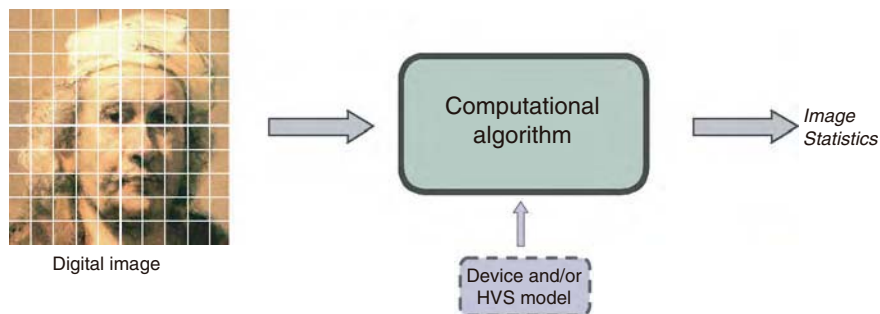 Computational
algorithm
Image
Statistics
Digital image
Device and/or
HVS model